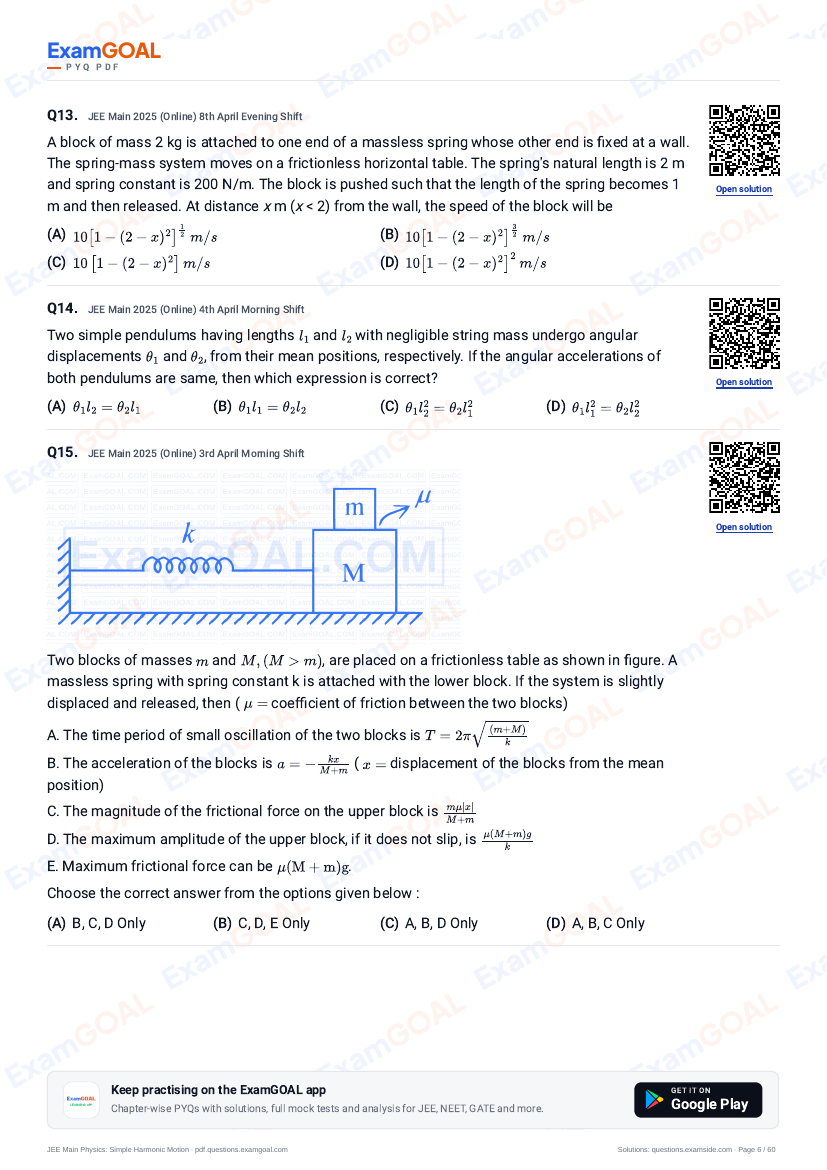 ExamGOAL
PYQ PDF
Q13. JEE Main 2025 (Online) 8th April Evening Shift
A block of mass 2 kg is attached to one end of a massless spring whose other end is fixed at a wall.
The spring-mass system moves on a frictionless horizontal table. The spring's natural length is 2 m
and spring constant is 200 N/m. The block is pushed such that the length of the spring becomes 1
m and then released. At distance x m (x < 2) from the wall, the speed of the block will be
(A) 10[1 − (2 − x)²]^{1/2} m/s (B) 10[1 − (2 − x)²]^{3/2} m/s
(C) 10 [1 − (2 − x)²] m/s (D) 10[1 − (2 − x)²]² m/s
Open solution
Q14. JEE Main 2025 (Online) 4th April Morning Shift
Two simple pendulums having lengths l₁ and l₂ with negligible string mass undergo angular
displacements θ₁ and θ₂, from their mean positions, respectively. If the angular accelerations of
both pendulums are same, then which expression is correct?
(A) θ₁l₂ = θ₂l₁ (B) θ₁l₁ = θ₂l₂ (C) θ₁l₂² = θ₂l₁² (D) θ₁l₁² = θ₂l₂²
Open solution
Q15. JEE Main 2025 (Online) 3rd April Morning Shift
Open solution
m
μ
k
M
ExamGOAL.COM
Two blocks of masses m and M, (M > m), are placed on a frictionless table as shown in figure. A
massless spring with spring constant k is attached with the lower block. If the system is slightly
displaced and released, then ( μ = coefficient of friction between the two blocks)
A. The time period of small oscillation of the two blocks is T = 2π√((m+M)/k)
B. The acceleration of the blocks is a = −kx/(M+m) ( x = displacement of the blocks from the mean
position)
C. The magnitude of the frictional force on the upper block is mμ|x|/(M+m)
D. The maximum amplitude of the upper block, if it does not slip, is μ(M+m)g/k
E. Maximum frictional force can be μ(M + m)g.
Choose the correct answer from the options given below :
(A) B, C, D Only (B) C, D, E Only (C) A, B, D Only (D) A, B, C Only
ExamGOAL
Keep practising on the ExamGOAL app
Chapter-wise PYQs with solutions, full mock tests and analysis for JEE, NEET, GATE and more.
GET IT ON
Google Play
JEE Main Physics: Simple Harmonic Motion · pdf.questions.examgoal.com
Solutions: questions.examside.com · Page 6 / 60